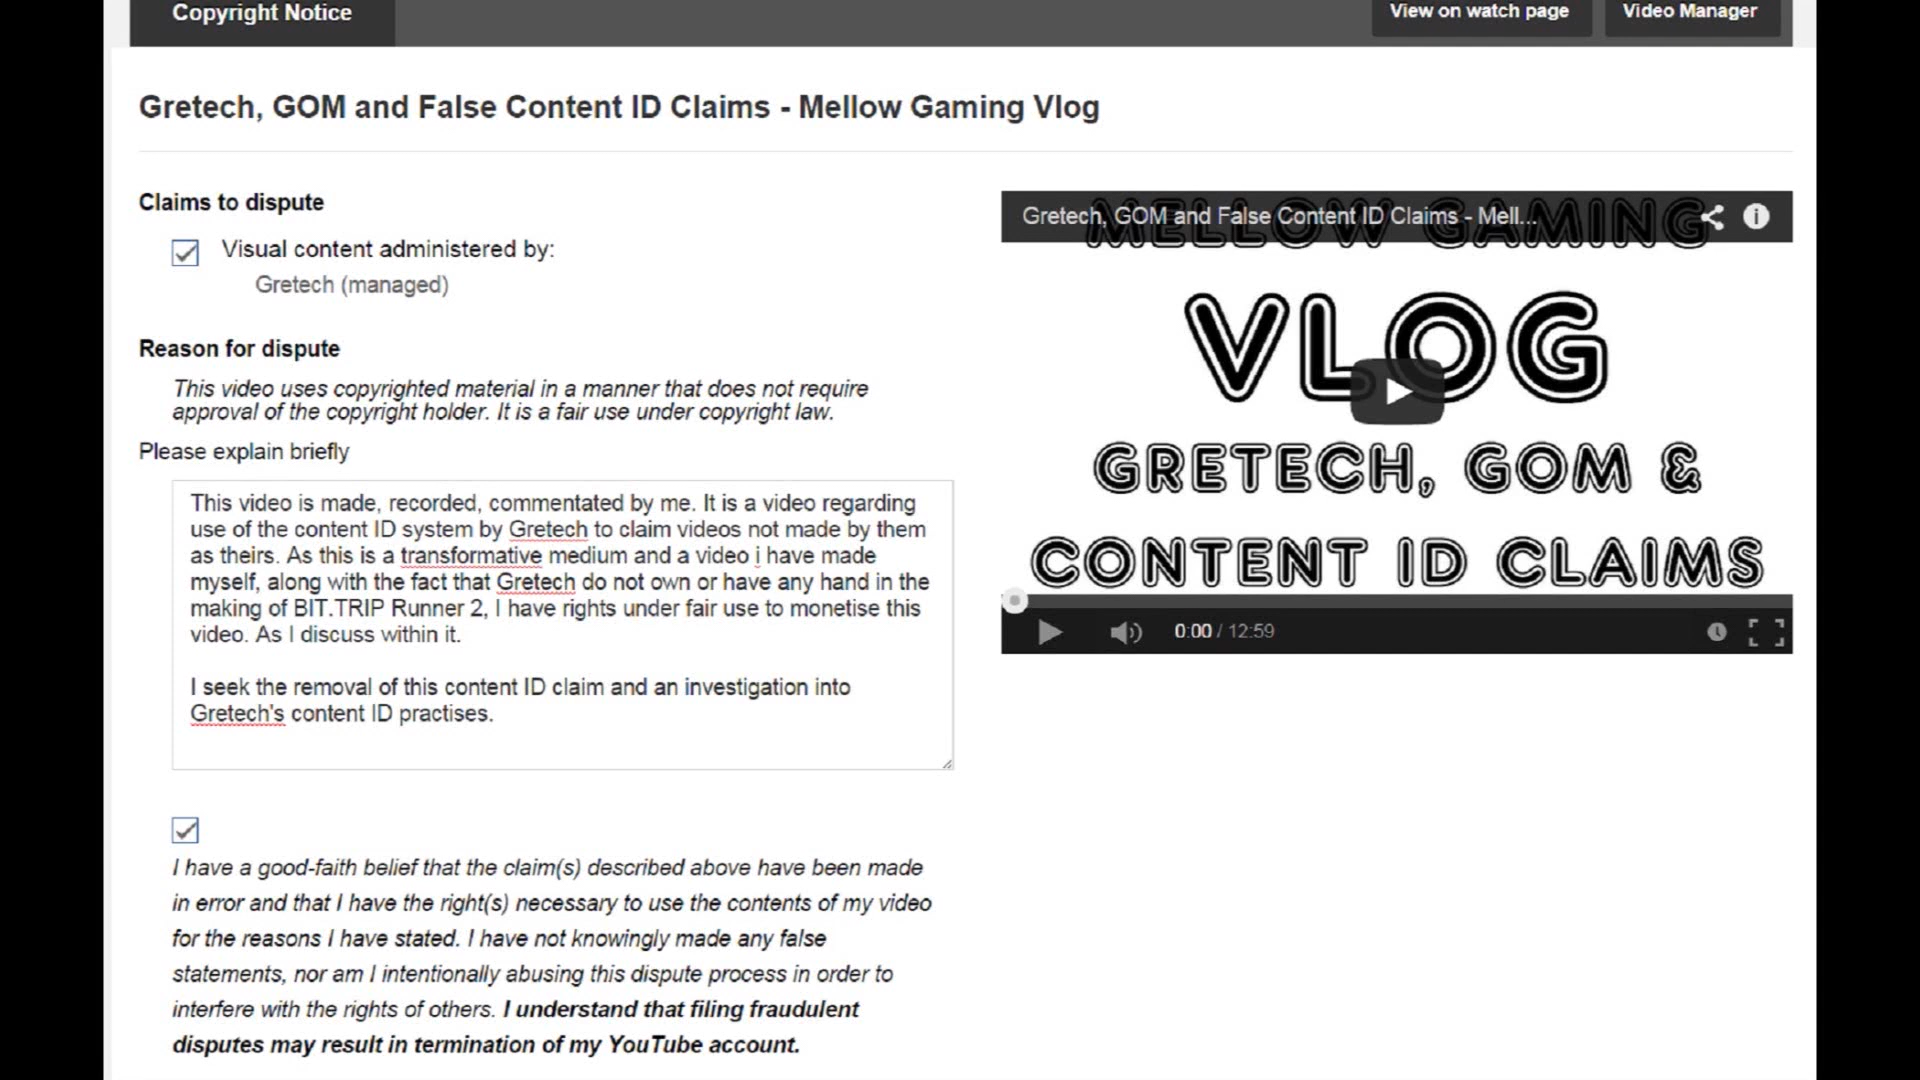 Copyright Notice
View on watch page
Video Manager
Gretech, GOM and False Content ID Claims - Mellow Gaming Vlog
Claims to dispute
Visual content administered by:
Gretech (managed)
Reason for dispute
This video uses copyrighted material in a manner that does not require
approval of the copyright holder. It is a fair use under copyright law.
Please explain briefly
This video is made, recorded, commentated by me. It is a video regarding
use of the content ID system by Gretech to claim videos not made by them
as theirs. As this is a transformative medium and a video i have made
myself, along with the fact that Gretech do not own or have any hand in the
making of BIT.TRIP Runner 2, I have rights under fair use to monetise this
video. As I discuss within it.
I seek the removal of this content ID claim and an investigation into
Gretech's content ID practises.
I have a good-faith belief that the claim(s) described above have been made
in error and that I have the right(s) necessary to use the contents of my video
for the reasons I have stated. I have not knowingly made any false
statements, nor am I intentionally abusing this dispute process in order to
interfere with the rights of others. I understand that filing fraudulent
disputes may result in termination of my YouTube account.
Gretech, GOM and False Content ID Claims - Mell...
MELLOW GAMING
VLOG
GRETECH, GOM &
CONTENT ID CLAIMS
0:00 / 12:59